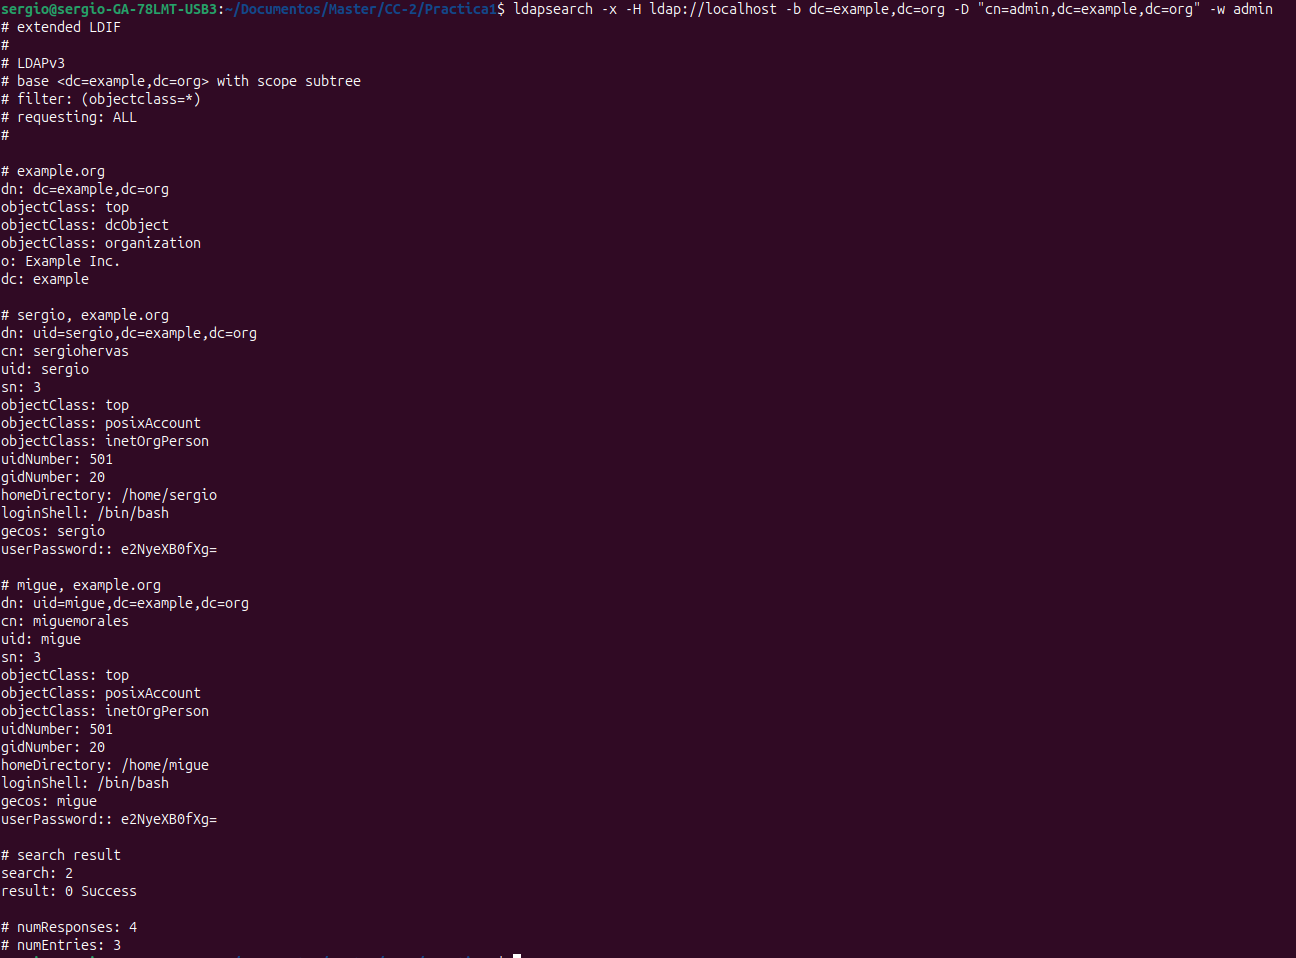 sergio@sergio-GA-78LMT-USB3:~/Documentos/Master/CC-2/Practica1$ ldapsearch -x -H ldap://localhost -b dc=example,dc=org -D "cn=admin,dc=example,dc=org" -w admin
# extended LDIF
#
# LDAPv3
# base <dc=example,dc=org> with scope subtree
# filter: (objectclass=*)
# requesting: ALL
#
# example.org
dn: dc=example,dc=org
objectClass: top
objectClass: dcObject
objectClass: organization
o: Example Inc.
dc: example
# sergio, example.org
dn: uid=sergio,dc=example,dc=org
cn: sergiohervas
uid: sergio
sn: 3
objectClass: top
objectClass: posixAccount
objectClass: inetOrgPerson
uidNumber: 501
gidNumber: 20
homeDirectory: /home/sergio
loginShell: /bin/bash
gecos: sergio
userPassword:: e2NyeXB0fXg=
# migue, example.org
dn: uid=migue,dc=example,dc=org
cn: miguemorales
uid: migue
sn: 3
objectClass: top
objectClass: posixAccount
objectClass: inetOrgPerson
uidNumber: 501
gidNumber: 20
homeDirectory: /home/migue
loginShell: /bin/bash
gecos: migue
userPassword:: e2NyeXB0fXg=
# search result
search: 2
result: 0 Success
# numResponses: 4
# numEntries: 3